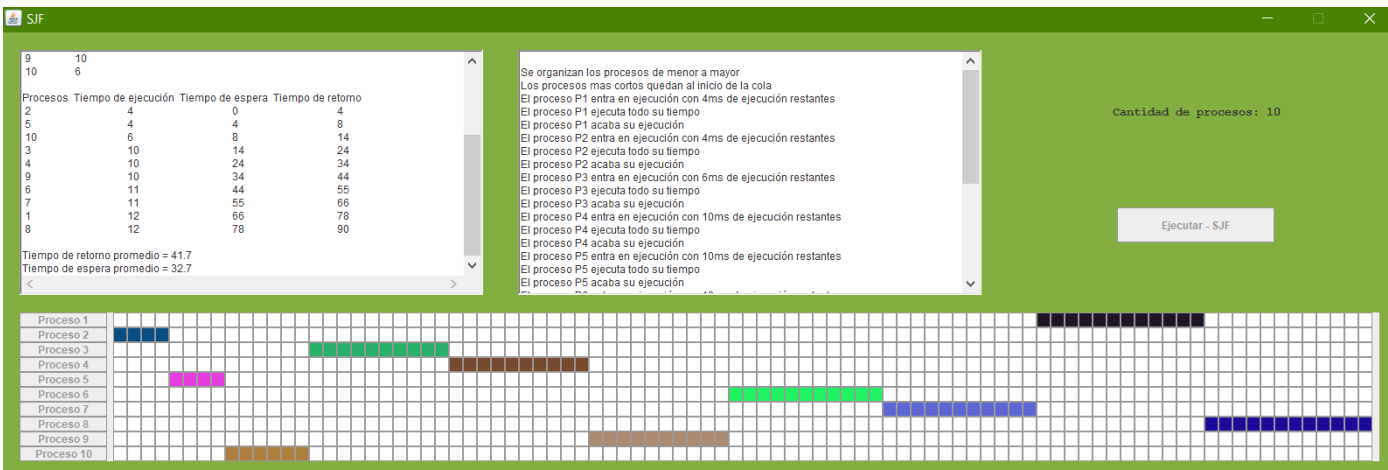 SJF
9 10
10 6
Procesos Tiempo de ejecución Tiempo de espera Tiempo de retorno
2 4 0 4
5 4 4 8
10 6 8 14
3 10 14 24
4 10 24 34
9 10 34 44
6 11 44 55
7 11 55 66
1 12 66 78
8 12 78 90
Tiempo de retorno promedio = 41.7
Tiempo de espera promedio = 32.7
Se organizan los procesos de menor a mayor
Los procesos mas cortos quedan al inicio de la cola
El proceso P1 entra en ejecución con 4ms de ejecución restantes
El proceso P1 ejecuta todo su tiempo
El proceso P1 acaba su ejecución
El proceso P2 entra en ejecución con 4ms de ejecución restantes
El proceso P2 ejecuta todo su tiempo
El proceso P2 acaba su ejecución
El proceso P3 entra en ejecución con 6ms de ejecución restantes
El proceso P3 ejecuta todo su tiempo
El proceso P3 acaba su ejecución
El proceso P4 entra en ejecución con 10ms de ejecución restantes
El proceso P4 ejecuta todo su tiempo
El proceso P4 acaba su ejecución
El proceso P5 entra en ejecución con 10ms de ejecución restantes
El proceso P5 ejecuta todo su tiempo
El proceso P5 acaba su ejecución
Cantidad de procesos: 10
Ejecutar - SJF
Proceso 1
Proceso 2
Proceso 3
Proceso 4
Proceso 5
Proceso 6
Proceso 7
Proceso 8
Proceso 9
Proceso 10